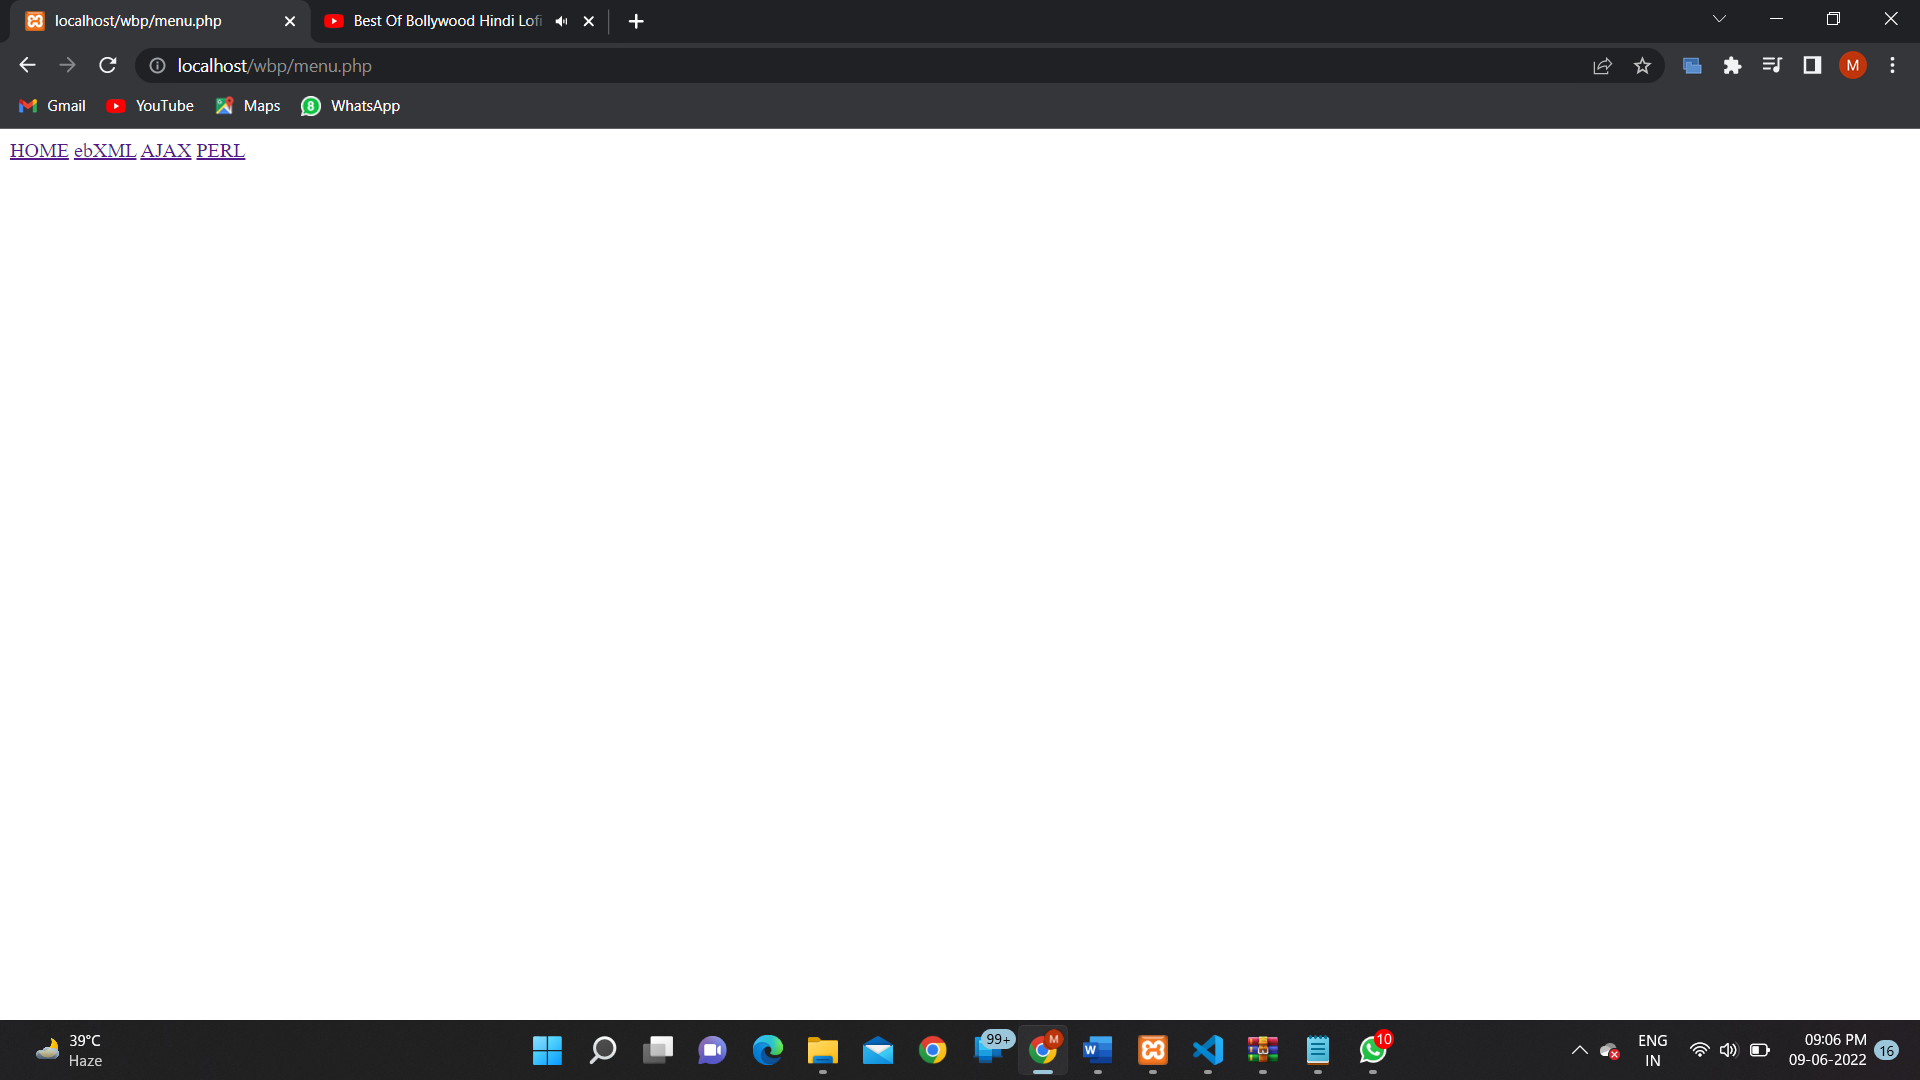 localhost/wbp/menu.php
Best Of Bollywood Hindi Lofi
localhost/wbp/menu.php
M
Gmail YouTube Maps 8 WhatsApp
HOME ebXML AJAX PERL
39°C
Haze
99+
M
W
10
ENG
IN
09:06 PM
09-06-2022
16